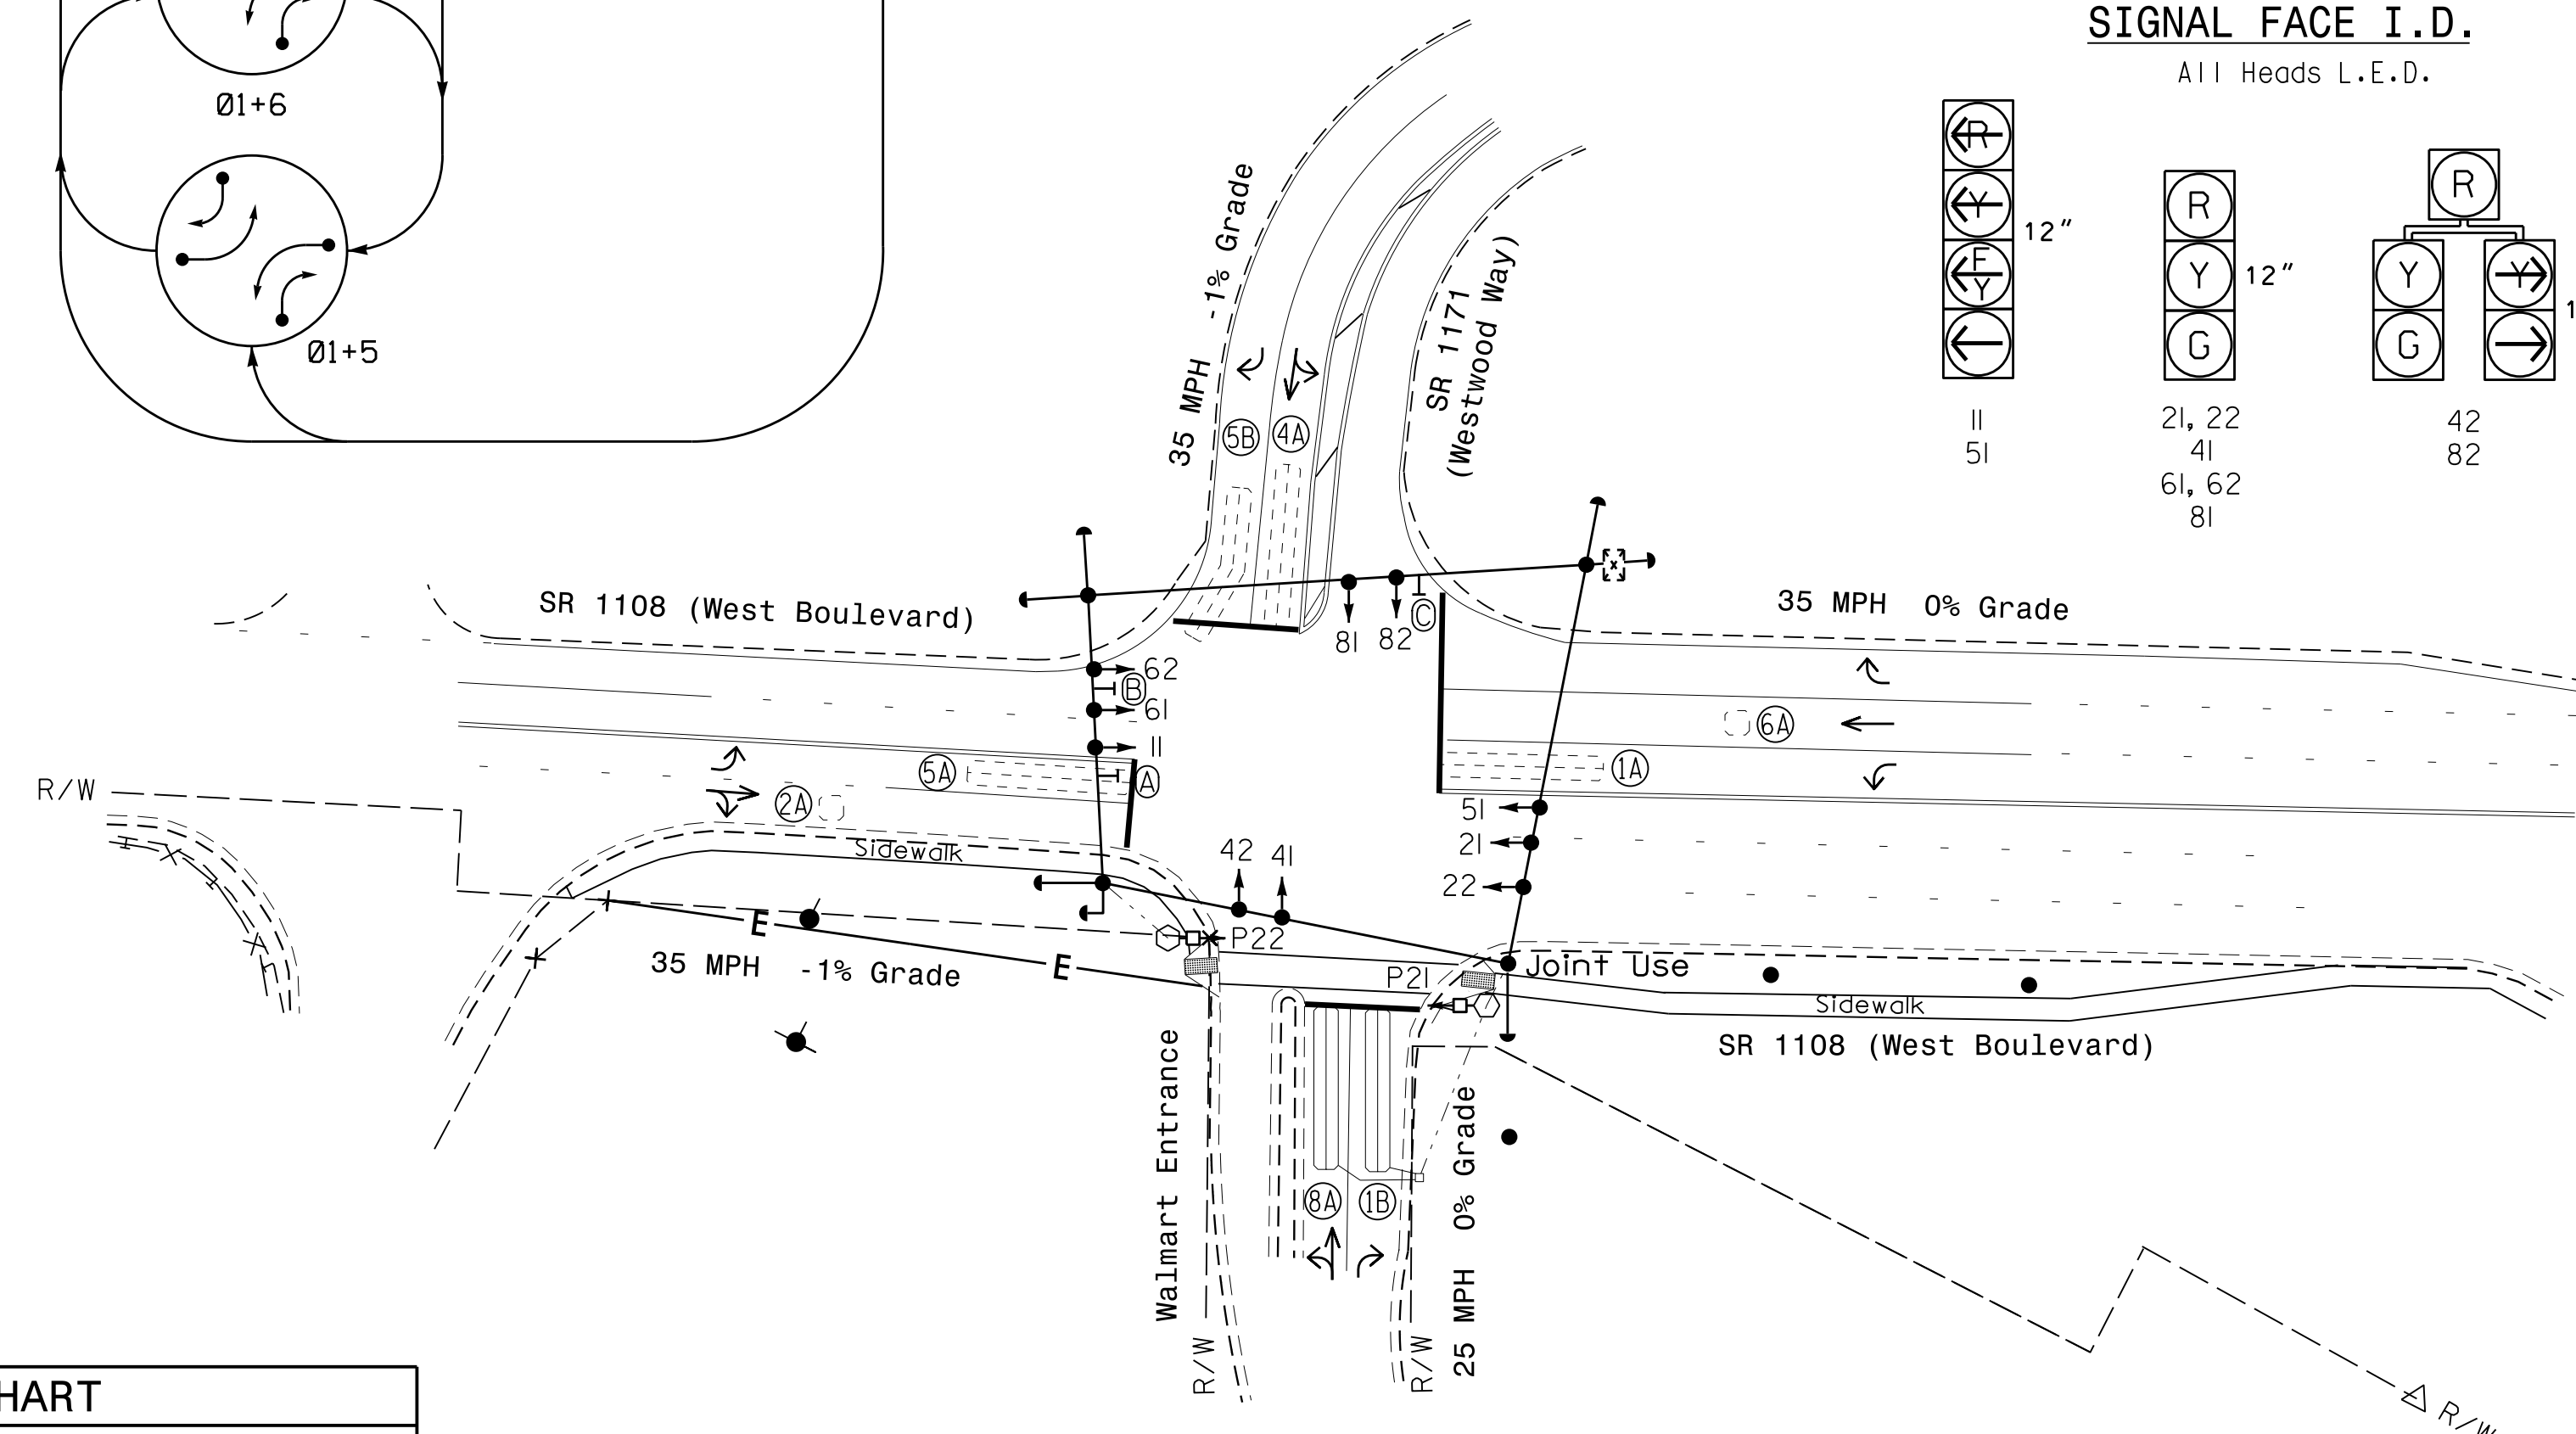 SIGNAL FACE I.D.
All Heads L.E.D.
Ø1+6
Ø1+5
R
Y
F
Y
12"
R
Y
G
12"
R
Y
Y
G
11
51
21, 22
41
61, 62
81
42
82
35 MPH -1% Grade
SR 1171
(Westwood Way)
5B
4A
SR 1108 (West Boulevard)
35 MPH 0% Grade
81
82
C
62
B
61
11
A
5A
2A
6A
1A
51
21
22
42
41
R/W
Sidewalk
E
E
P22
P21
Joint Use
Sidewalk
35 MPH -1% Grade
SR 1108 (West Boulevard)
Walmart Entrance
25 MPH 0% Grade
8A
1B
R/W
R/W
R/W
HART